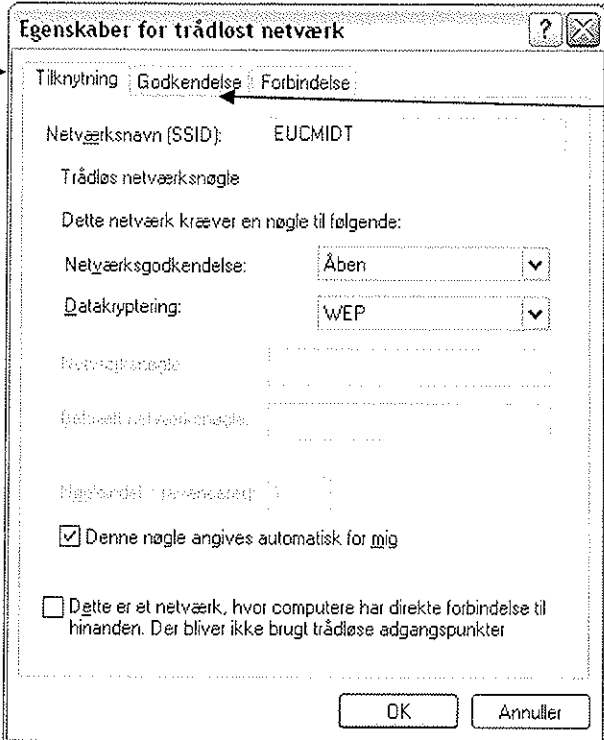 Egenskaber for trådløst netværk
Tilknytning Godkendelse Forbindelse
Netværksnavn (SSID): EUCMIDT
Trådløs netværksnøgle
Dette netværk kræver en nøgle til følgende:
Netværksgodkendelse: Åben
Datakryptering: WEP
Denne nøgle angives automatisk for mig
Dette er et netværk, hvor computere har direkte forbindelse til
hinanden. Der bliver ikke brugt trådløse adgangspunkter
OK Annuller